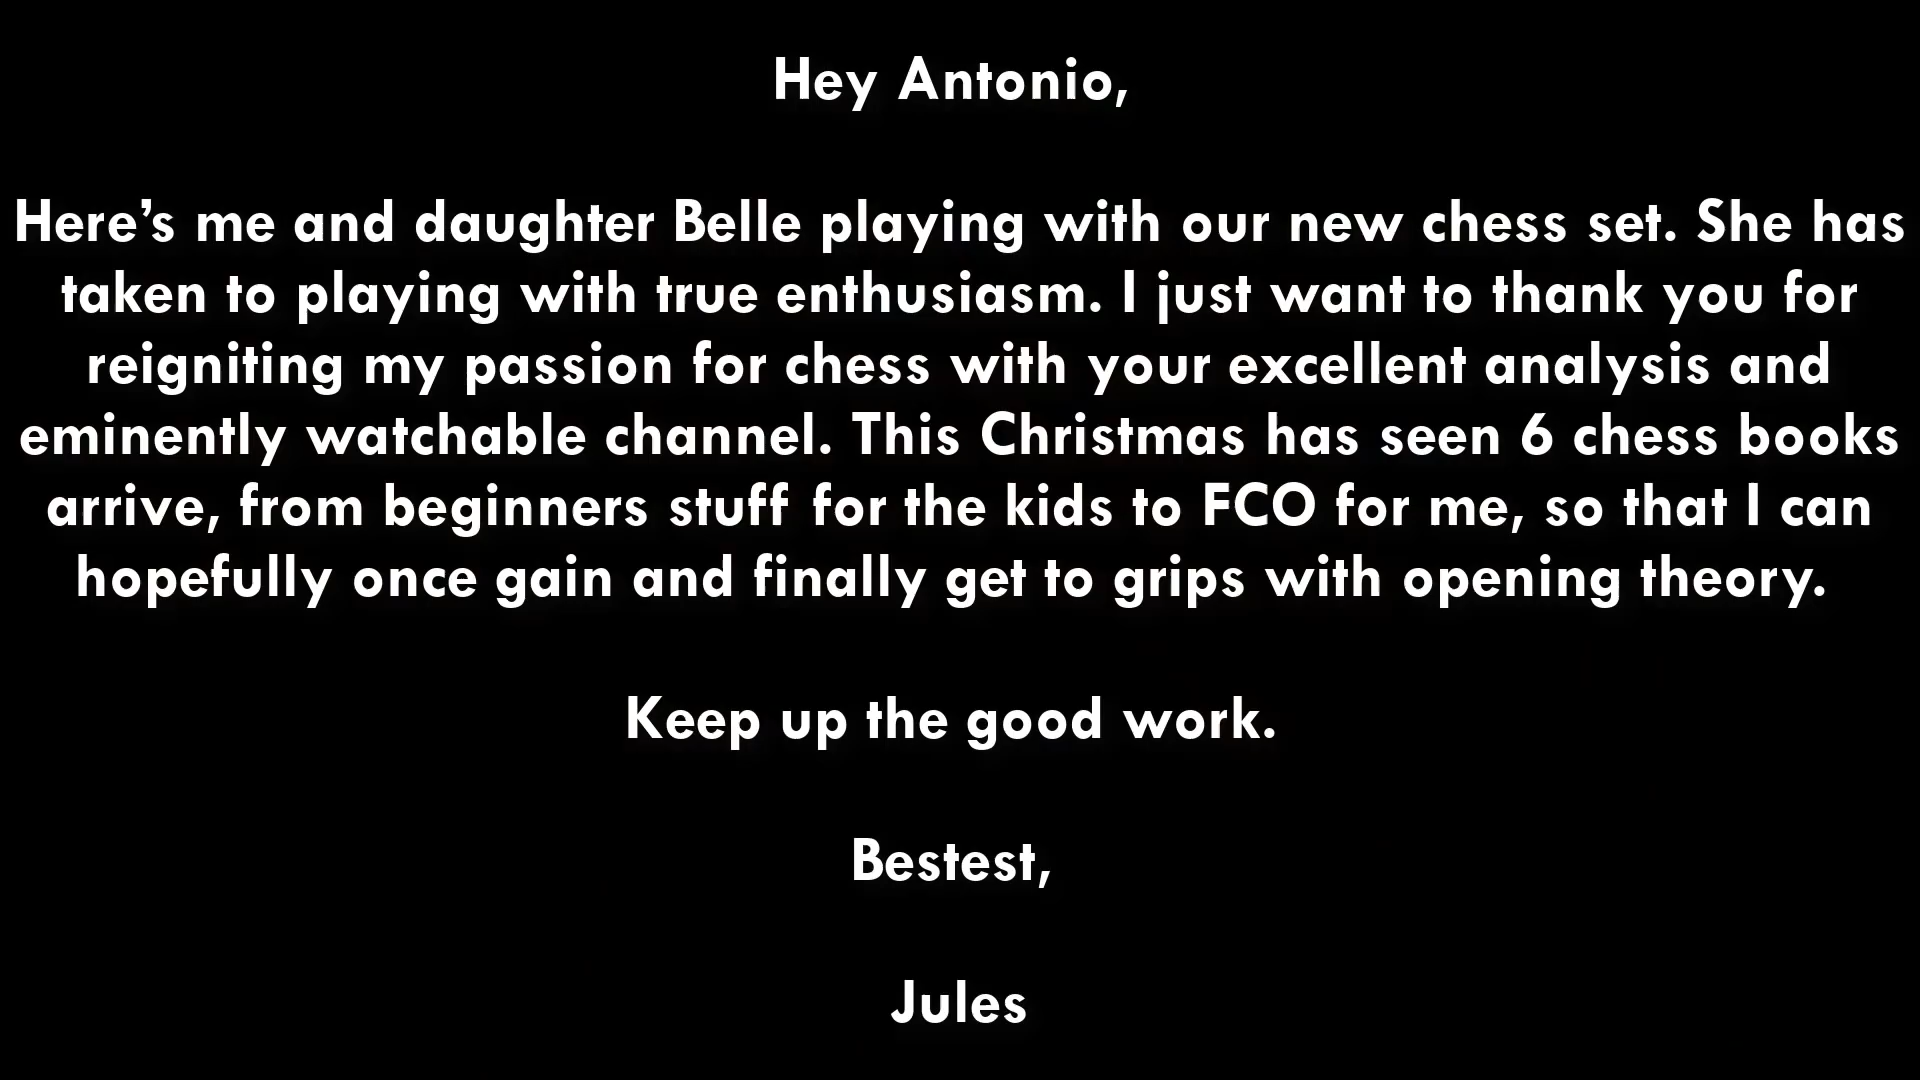 Hey Antonio,
Here’s me and daughter Belle playing with our new chess set. She has
taken to playing with true enthusiasm. I just want to thank you for
reigniting my passion for chess with your excellent analysis and
eminently watchable channel. This Christmas has seen 6 chess books
arrive, from beginners stuff for the kids to FCO for me, so that I can
hopefully once gain and finally get to grips with opening theory.
Keep up the good work.
Bestest,
Jules